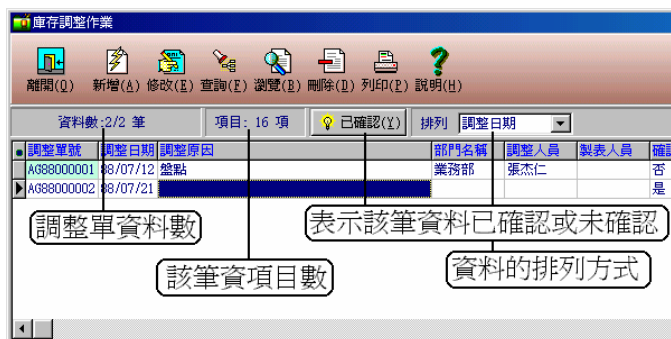 庫存調整作業
離開(Q) 新增(A) 修改(E) 查詢(F) 瀏覽(B) 刪除(D) 列印(P) 說明(H)
資料數:2/2 筆 項目: 16 項 已確認(Y) 排列 調整日期
調整單號 調整日期 調整原因 部門名稱 調整人員 製表人員 確認
AG88000001 88/07/12 盤點 業務部 張杰仁 否
AG88000002 88/07/21 是
調整單資料數 表示該筆資料已確認或未確認
該筆資項目數 資料的排列方式